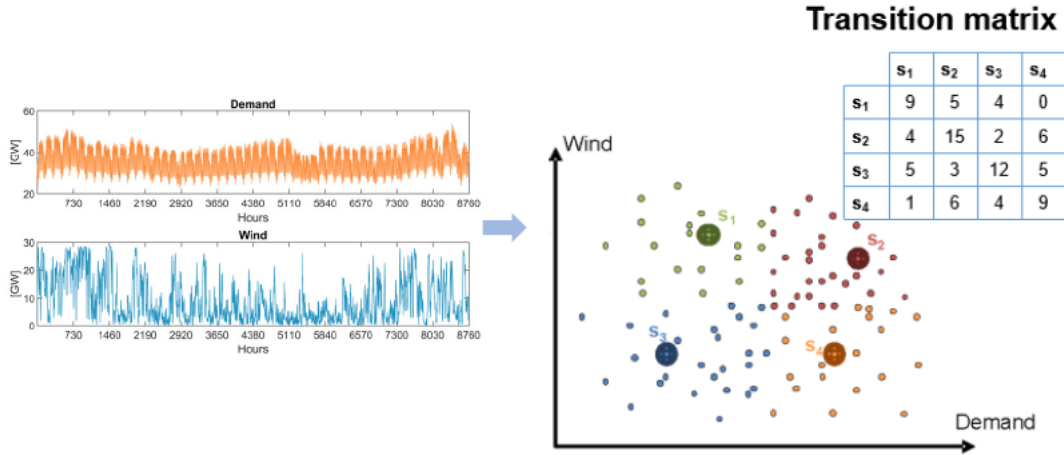 Transition matrix
s1 s2 s3 s4
s1 9 5 4 0
s2 4 15 2 6
s3 5 3 12 5
s4 1 6 4 9
Demand
[GW]
60
40
20
730 1460 2190 2920 3650 4380 5110 5840 6570 7300 8030 8760
Hours
Wind
[GW]
30
20
10
0
730 1460 2190 2920 3650 4380 5110 5840 6570 7300 8030 8760
Hours
Wind
s1
s2
s3
s4
Demand